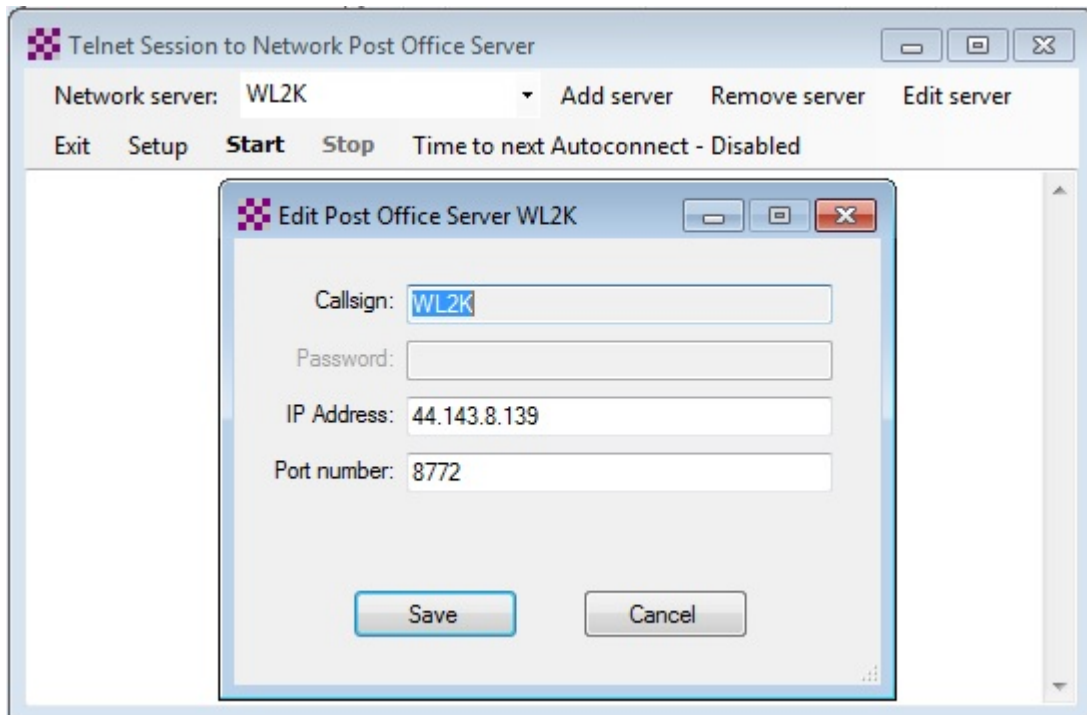 Telnet Session to Network Post Office Server
Network server: WL2K Add server Remove server Edit server
Exit Setup Start Stop Time to next Autoconnect - Disabled
Edit Post Office Server WL2K
Callsign: WL2K
Password:
IP Address: 44.143.8.139
Port number: 8772
Save Cancel